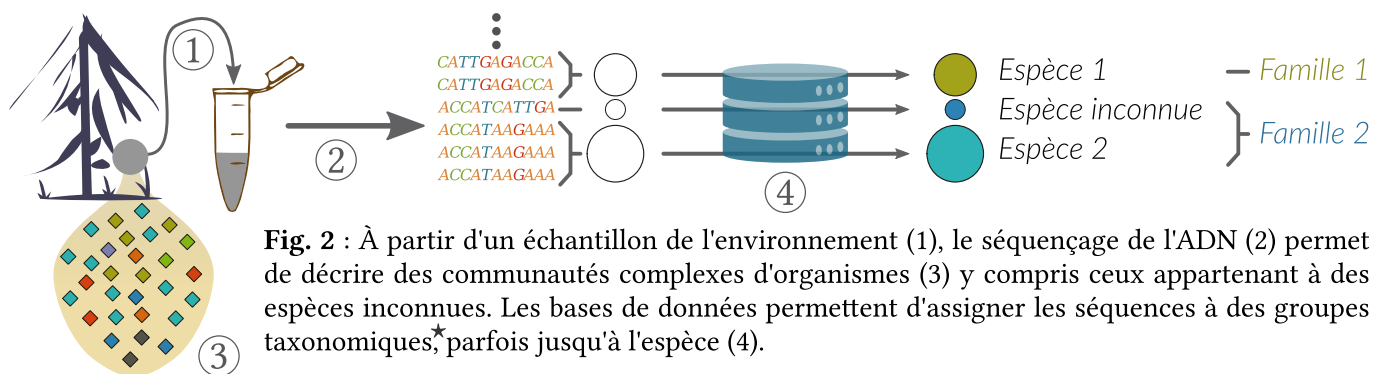 1
CATTGAGACCA
CATTGAGACCA
ACCATCATTGA
ACCATAAGAAA
ACCATAAGAAA
ACCATAAGAAA
2
4
Espèce 1
Espèce inconnue
Espèce 2
Famille 1
Famille 2
3
Fig. 2 : À partir d'un échantillon de l'environnement (1), le séquençage de l'ADN (2) permet
de décrire des communautés complexes d'organismes (3) y compris ceux appartenant à des
espèces inconnues. Les bases de données permettent d'assigner les séquences à des groupes
taxonomiques,★parfois jusqu'à l'espèce (4).